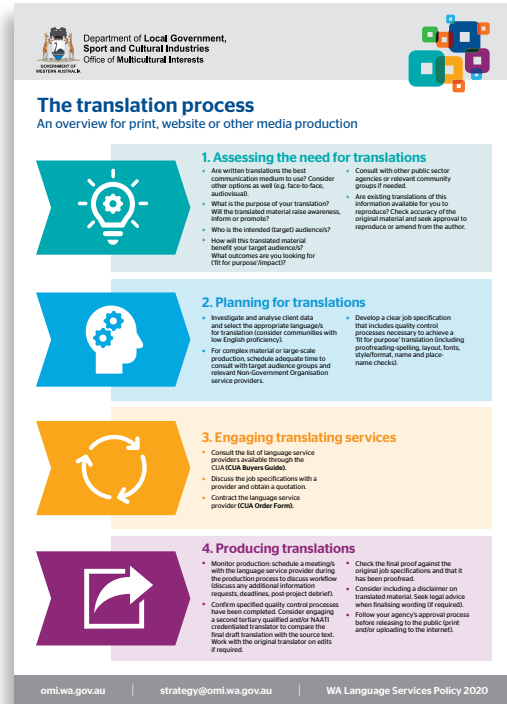 Department of Local Government,
Sport and Cultural Industries
Office of Multicultural Interests
GOVERNMENT OF
WESTERN AUSTRALIA
The translation process
An overview for print, website or other media production
1. Assessing the need for translations
• Are written translations the best
communication medium to use? Consider
other options as well (e.g. face-to-face,
audiovisual).
• What is the purpose of your translation?
Will the translated material raise awareness,
inform or promote?
• Who is the intended (target) audience/s?
• How will this translated material
benefit your target audience/s?
What outcomes are you looking for
('fit for purpose'/impact)?
• Consult with other public sector
agencies or relevant community
groups if needed.
• Are existing translations of this
information available for you to
reproduce? Check accuracy of the
original material and seek approval to
reproduce or amend from the author.
2. Planning for translations
• Investigate and analyse client data
and select the appropriate language/s
for translation (consider communities with
low English proficiency).
• For complex material or large-scale
production, schedule adequate time to
consult with target audience groups and
relevant Non-Government Organisation
service providers.
• Develop a clear job specification
that includes quality control
processes necessary to achieve a
'fit for purpose' translation (including
proofreading-spelling, layout, fonts,
style/format, name and place-
name checks).
3. Engaging translating services
• Consult the list of language service
providers available through the
CUA (CUA Buyers Guide).
• Discuss the job specifications with a
provider and obtain a quotation.
• Contract the language service
provider (CUA Order Form).
4. Producing translations
• Monitor production: schedule a meeting/s
with the language service provider during
the production process to discuss workflow
(discuss any additional information
requests, deadlines, post-project debrief).
• Confirm specified quality control processes
have been completed. Consider engaging
a second tertiary qualified and/or NAATI
credentialed translator to compare the
final draft translation with the source text.
Work with the original translator on edits
if required.
• Check the final proof against the
original job specifications and that it
has been proofread.
• Consider including a disclaimer on
translated material. Seek legal advice
when finalising wording (if required).
• Follow your agency's approval process
before releasing to the public (print
and/or uploading to the internet).
omi.wa.gov.au | strategy@omi.wa.gov.au | WA Language Services Policy 2020